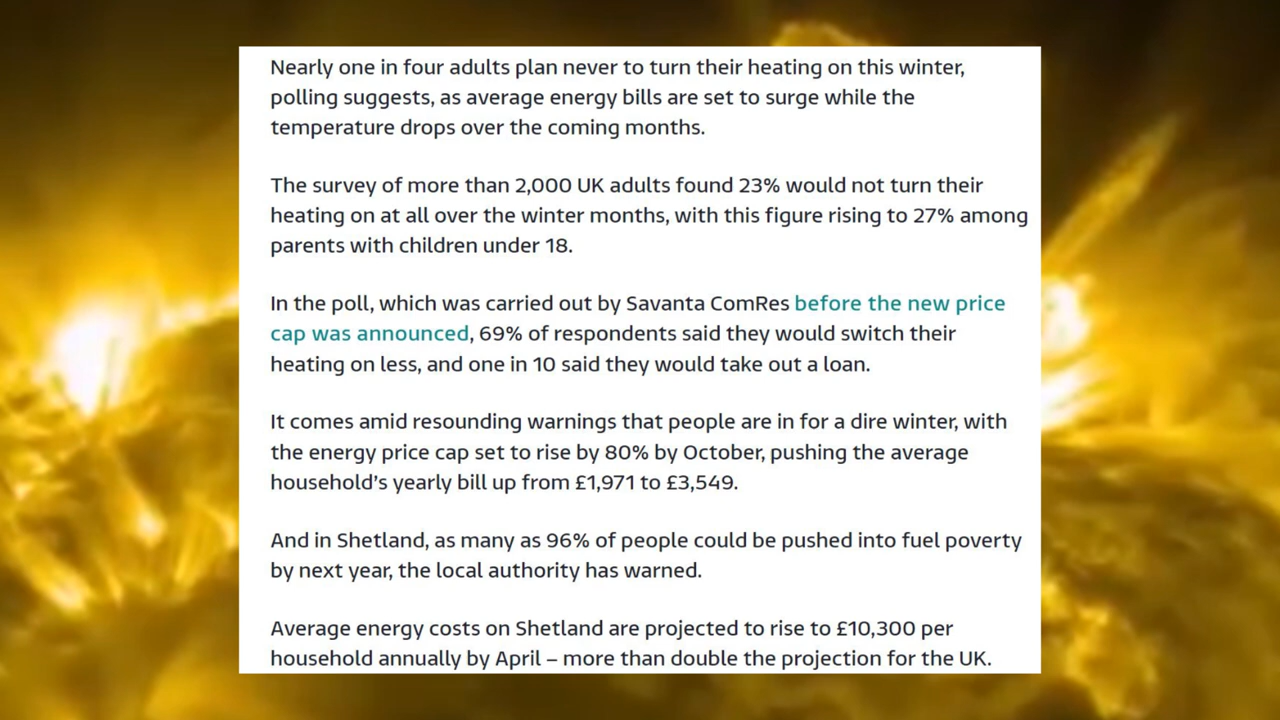 Nearly one in four adults plan never to turn their heating on this winter,
polling suggests, as average energy bills are set to surge while the
temperature drops over the coming months.
The survey of more than 2,000 UK adults found 23% would not turn their
heating on at all over the winter months, with this figure rising to 27% among
parents with children under 18.
In the poll, which was carried out by Savanta ComRes before the new price
cap was announced, 69% of respondents said they would switch their
heating on less, and one in 10 said they would take out a loan.
It comes amid resounding warnings that people are in for a dire winter, with
the energy price cap set to rise by 80% by October, pushing the average
household's yearly bill up from £1,971 to £3,549.
And in Shetland, as many as 96% of people could be pushed into fuel poverty
by next year, the local authority has warned.
Average energy costs on Shetland are projected to rise to £10,300 per
household annually by April – more than double the projection for the UK.